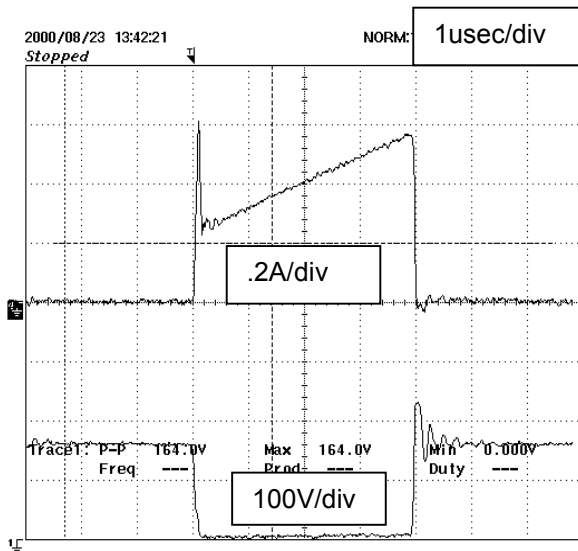 2000/08/23 13:42:21
NORM:
1usec/div
Stopped
T
.2A/div
Trace1: P-P 164.0V Max 164.0V Min 0.000V
Freq --- Prod --- Duty ---
100V/div
1